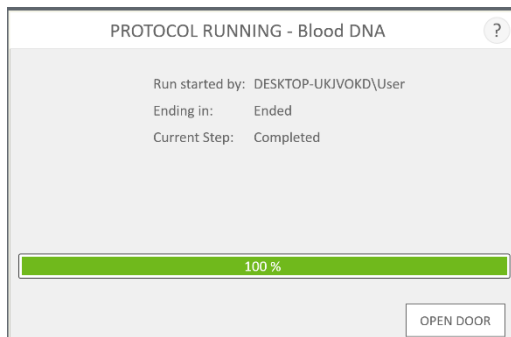 PROTOCOL RUNNING - Blood DNA
?
Run started by: DESKTOP-UKJVOKD\User
Ending in: Ended
Current Step: Completed
100 %
OPEN DOOR